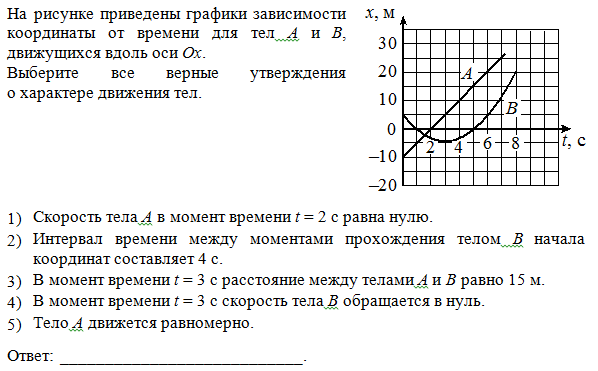 На рисунке приведены графики зависимости
координаты от времени для тел A и B,
движущихся вдоль оси Ox.
Выберите все верные утверждения
о характере движения тел.
x, м
30
20
10
0
–10
–20
A
B
2 4 6 8
t, с
1) Скорость тела A в момент времени t = 2 с равна нулю.
2) Интервал времени между моментами прохождения телом B начала
координат составляет 4 с.
3) В момент времени t = 3 с расстояние между телами A и B равно 15 м.
4) В момент времени t = 3 с скорость тела B обращается в нуль.
5) Тело A движется равномерно.
Ответ: ____________________________.